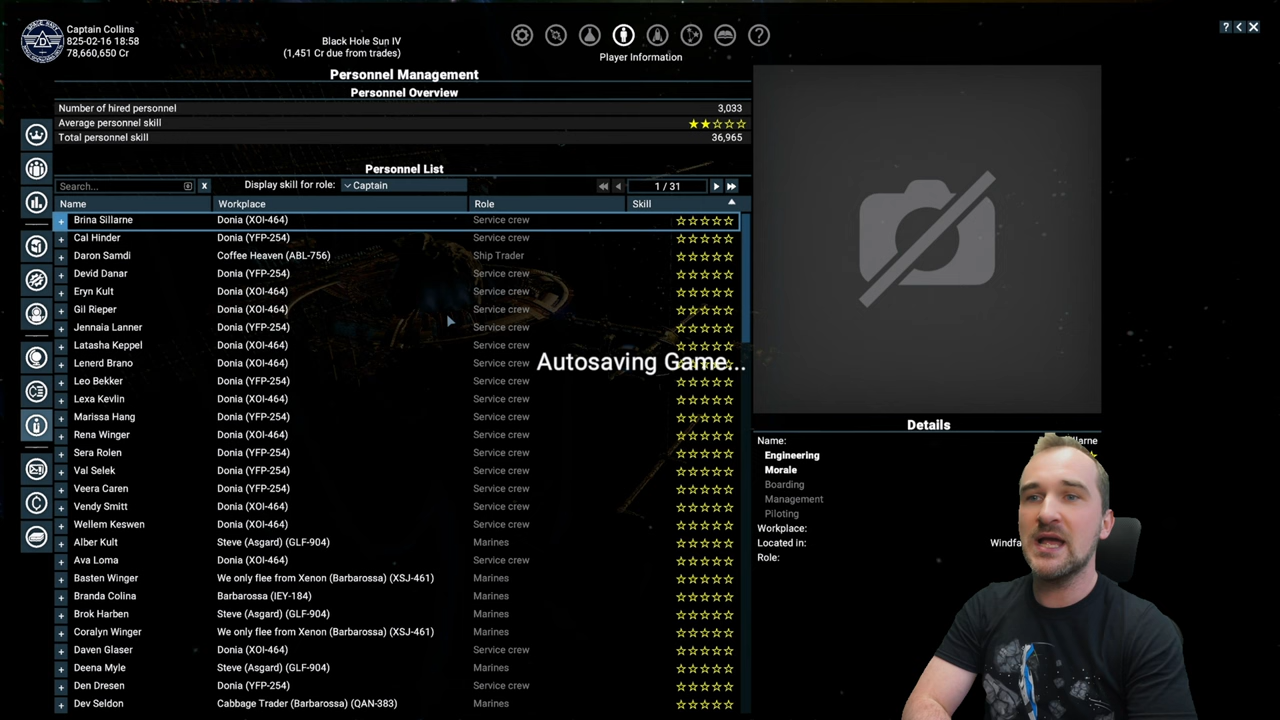 Captain Collins
825-02-16 18:58
78,660,650 Cr
Black Hole Sun IV
(1,451 Cr due from trades)
Player Information
Personnel Management
Personnel Overview
Number of hired personnel 3,033
Average personnel skill
Total personnel skill 36,965
Personnel List
Search... x Display skill for role: Captain 1 / 31
Name Workplace Role Skill
+ Brina Sillarne Donia (XOI-464) Service crew
+ Cal Hinder Donia (YFP-254) Service crew
+ Daron Samdi Coffee Heaven (ABL-756) Ship Trader
+ Devid Danar Donia (YFP-254) Service crew
+ Eryn Kult Donia (XOI-464) Service crew
+ Gil Rieper Donia (XOI-464) Service crew
+ Jennaia Lanner Donia (YFP-254) Service crew
+ Latasha Keppel Donia (XOI-464) Service crew
+ Lenerd Brano Donia (XOI-464) Service crew
+ Leo Bekker Donia (YFP-254) Service crew
+ Lexa Kevlin Donia (XOI-464) Service crew
+ Marissa Hang Donia (YFP-254) Service crew
+ Rena Winger Donia (XOI-464) Service crew
+ Sera Rolen Donia (YFP-254) Service crew
+ Val Selek Donia (YFP-254) Service crew
+ Veera Caren Donia (YFP-254) Service crew
+ Vendy Smitt Donia (XOI-464) Service crew
+ Wellem Keswen Donia (XOI-464) Service crew
+ Alber Kult Steve (Asgard) (GLF-904) Marines
+ Ava Loma Donia (XOI-464) Service crew
+ Basten Winger We only flee from Xenon (Barbarossa) (XSJ-461) Marines
+ Branda Colina Barbarossa (IEY-184) Marines
+ Brok Harben Steve (Asgard) (GLF-904) Marines
+ Coralyn Winger We only flee from Xenon (Barbarossa) (XSJ-461) Marines
+ Daven Glaser Donia (XOI-464) Service crew
+ Deena Myle Steve (Asgard) (GLF-904) Marines
+ Den Dresen Donia (YFP-254) Service crew
+ Dev Seldon Cabbage Trader (Barbarossa) (QAN-383) Marines
Autosaving Game...
? < X
Details
Name:
Engineering
Morale
Boarding
Management
Piloting
Workplace:
Located in:
Role: